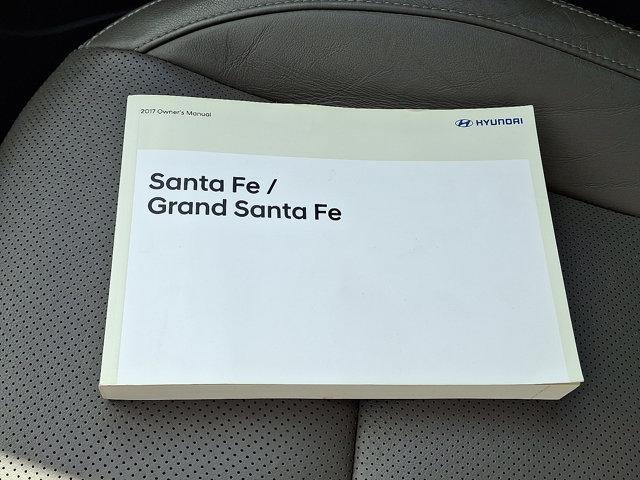 2017 Owner's Manual
HYUNDAI
Santa Fe /
Grand Santa Fe